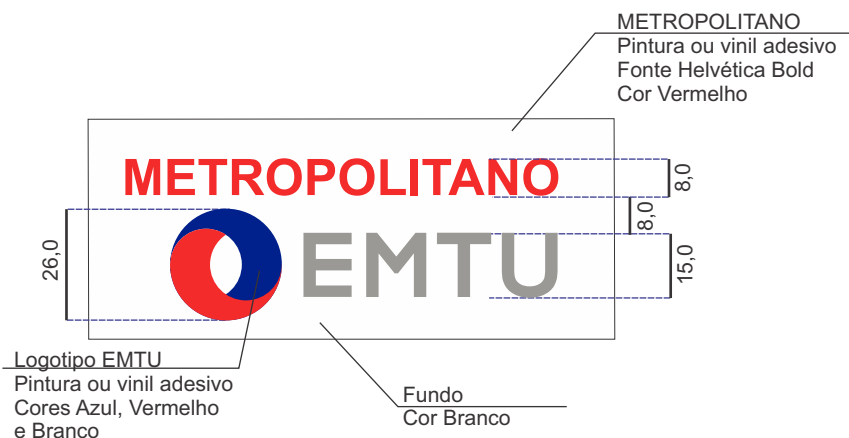 METROPOLITANO
Pintura ou vinil adesivo
Fonte Helvética Bold
Cor Vermelho
METROPOLITANO
8,0
8,0
26,0
EMTU
15,0
Logotipo EMTU
Pintura ou vinil adesivo
Cores Azul, Vermelho
e Branco
Fundo
Cor Branco